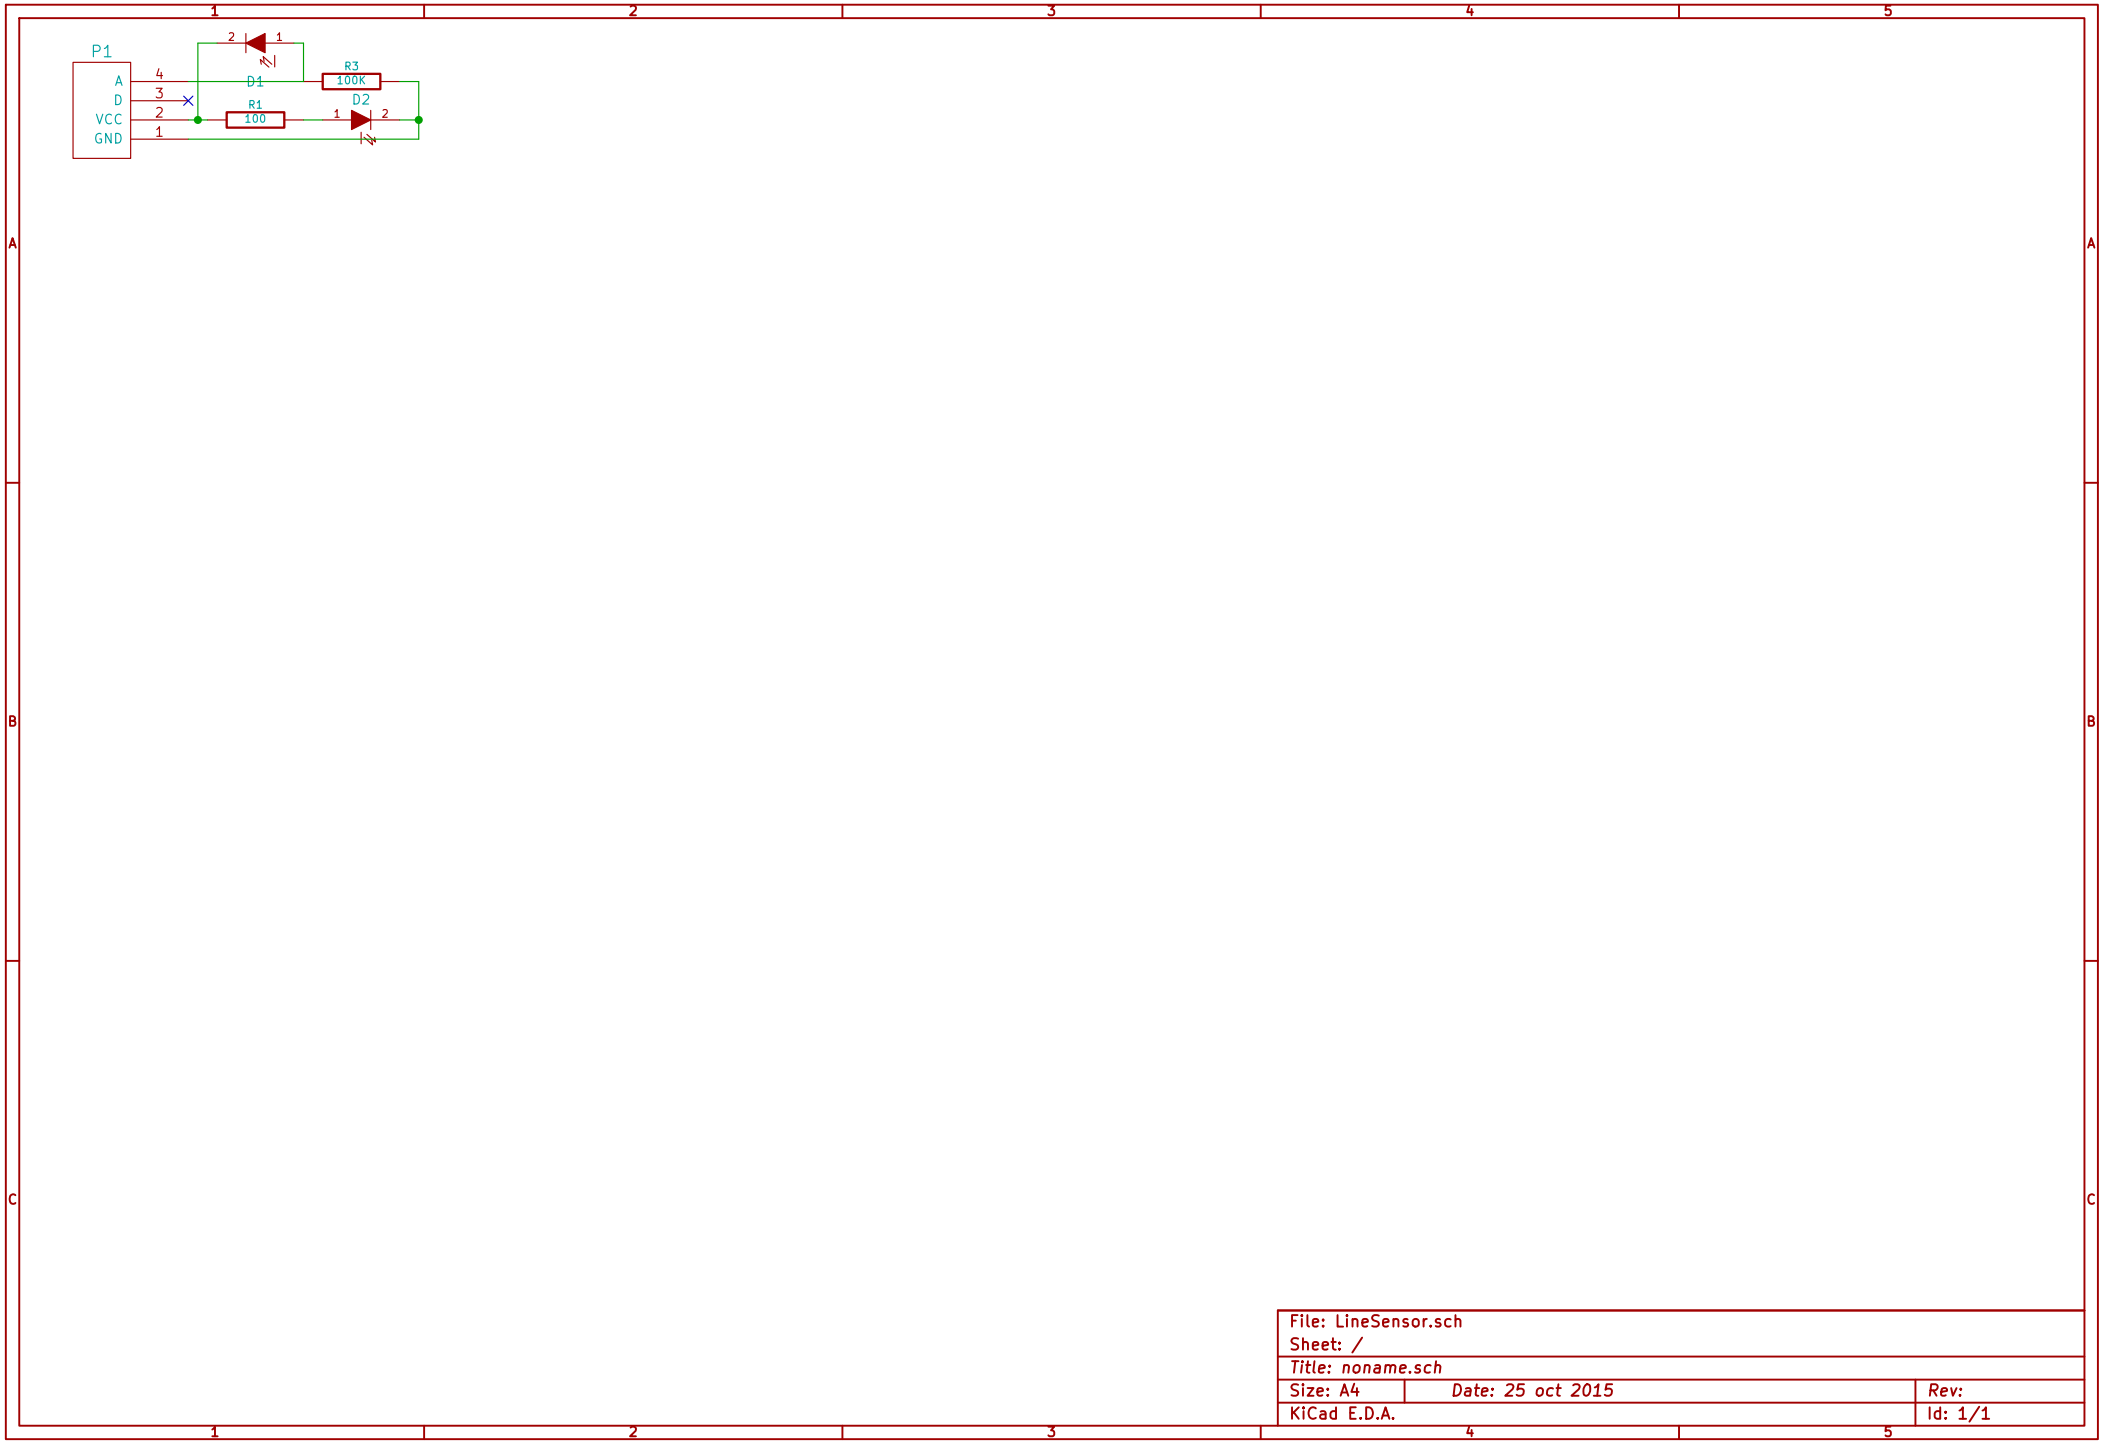 1 2 3 4 5
2 1
P1
R3
A 4 D1 100K
D 3 D2
R1
VCC 2 100 1 2
GND 1
A A
B B
C C
File: LineSensor.sch
Sheet: /
Title: noname.sch
Size: A4 Date: 25 oct 2015 Rev:
KiCad E.D.A. Id: 1/1
1 2 3 4 5